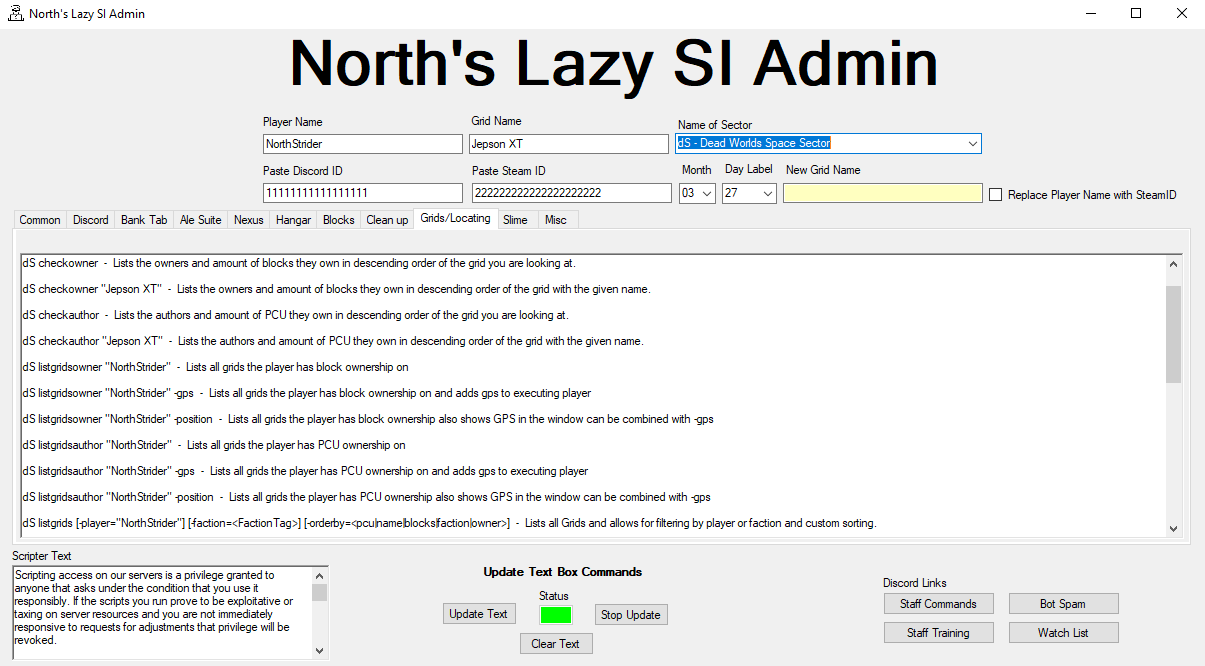 North's Lazy SI Admin
North's Lazy SI Admin
Player Name
Grid Name
Name of Sector
NorthStrider
Jepson XT
dS - Dead Worlds Space Sector
Paste Discord ID
Paste Steam ID
Month
Day Label
New Grid Name
11111111111111111
222222222222222222222
03
27
Replace Player Name with SteamID
Common
Discord
Bank Tab
Ale Suite
Nexus
Hangar
Blocks
Clean up
Grids/Locating
Slime
Misc
dS checkowner - Lists the owners and amount of blocks they own in descending order of the grid you are looking at.
dS checkowner "Jepson XT" - Lists the owners and amount of blocks they own in descending order of the grid with the given name.
dS checkauthor - Lists the authors and amount of PCU they own in descending order of the grid you are looking at.
dS checkauthor "Jepson XT" - Lists the authors and amount of PCU they own in descending order of the grid with the given name.
dS listgridsowner "NorthStrider" - Lists all grids the player has block ownership on
dS listgridsowner "NorthStrider" -gps - Lists all grids the player has block ownership on and adds gps to executing player
dS listgridsowner "NorthStrider" -position - Lists all grids the player has block ownership also shows GPS in the window can be combined with -gps
dS listgridsauthor "NorthStrider" - Lists all grids the player has PCU ownership on
dS listgridsauthor "NorthStrider" -gps - Lists all grids the player has PCU ownership on and adds gps to executing player
dS listgridsauthor "NorthStrider" -position - Lists all grids the player has PCU ownership also shows GPS in the window can be combined with -gps
dS listgrids [-player="NorthStrider"] [-faction=<FactionTag>] [-orderby=<pcu|name|blocks|faction|owner>] - Lists all Grids and allows for filtering by player or faction and custom sorting.
Scripter Text
Scripting access on our servers is a privilege granted to
anyone that asks under the condition that you use it
responsibly. If the scripts you run prove to be exploitative or
taxing on server resources and you are not immediately
responsive to requests for adjustments that privilege will be
revoked.
Update Text Box Commands
Status
Update Text
Stop Update
Clear Text
Discord Links
Staff Commands
Bot Spam
Staff Training
Watch List